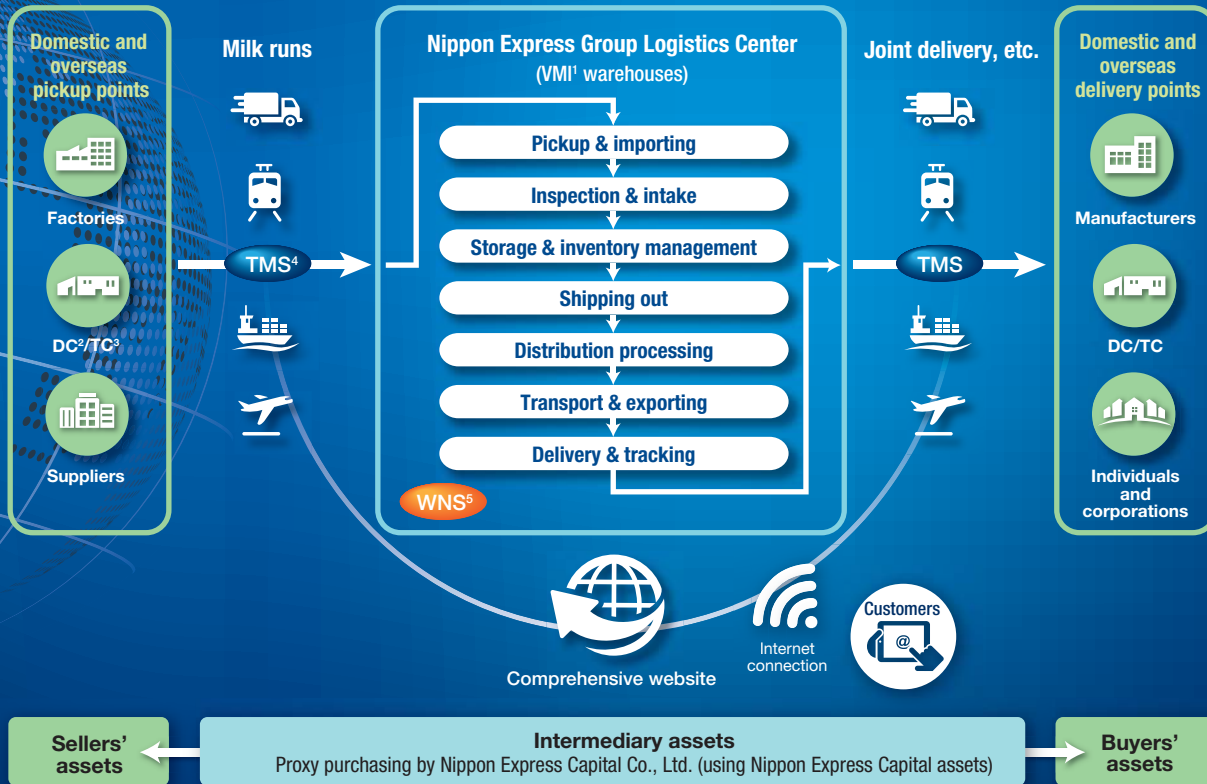 Domestic and
overseas
pickup points
Factories
DC²/TC³
Suppliers
Milk runs
TMS⁴
Nippon Express Group Logistics Center
(VMI¹ warehouses)
Pickup & importing
Inspection & intake
Storage & inventory management
Shipping out
Distribution processing
Transport & exporting
Delivery & tracking
WNS⁵
Joint delivery, etc.
TMS
Domestic and
overseas
delivery points
Manufacturers
DC/TC
Individuals
and
corporations
Comprehensive website
Internet
connection
Customers
@
Sellers'
assets
Intermediary assets
Proxy purchasing by Nippon Express Capital Co., Ltd. (using Nippon Express Capital assets)
Buyers'
assets